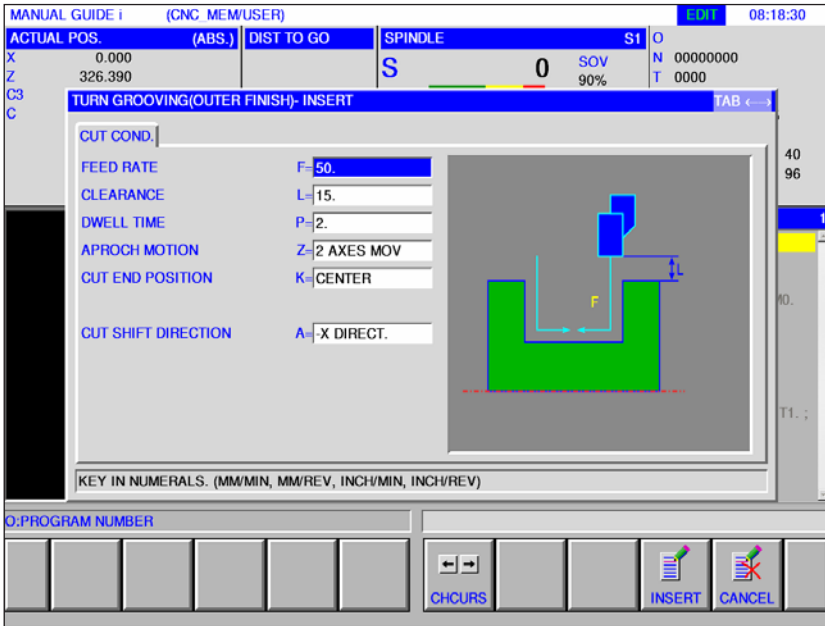 MANUAL GUIDE i (CNC_MEM/USER) EDIT 08:18:30
ACTUAL POS. (ABS.) DIST TO GO SPINDLE S1 O
X 0.000 S 0 SOV N 00000000
Z 326.390 90% T 0000
C3
C
TURN GROOVING(OUTER FINISH)- INSERT TAB ←→
CUT COND.
40
96
FEED RATE F= 50.
CLEARANCE L= 15.
DWELL TIME P= 2.
APROCH MOTION Z= 2 AXES MOV
CUT END POSITION K= CENTER
CUT SHIFT DIRECTION A= -X DIRECT.
L
F
1
M0.
T1. ;
KEY IN NUMERALS. (MM/MIN, MM/REV, INCH/MIN, INCH/REV)
O:PROGRAM NUMBER
CHCURS INSERT CANCEL